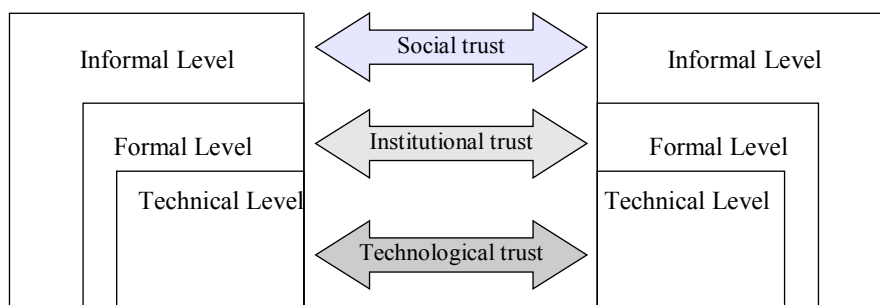 Social trust
Informal Level
Informal Level
Institutional trust
Formal Level
Formal Level
Technical Level
Technical Level
Technological trust